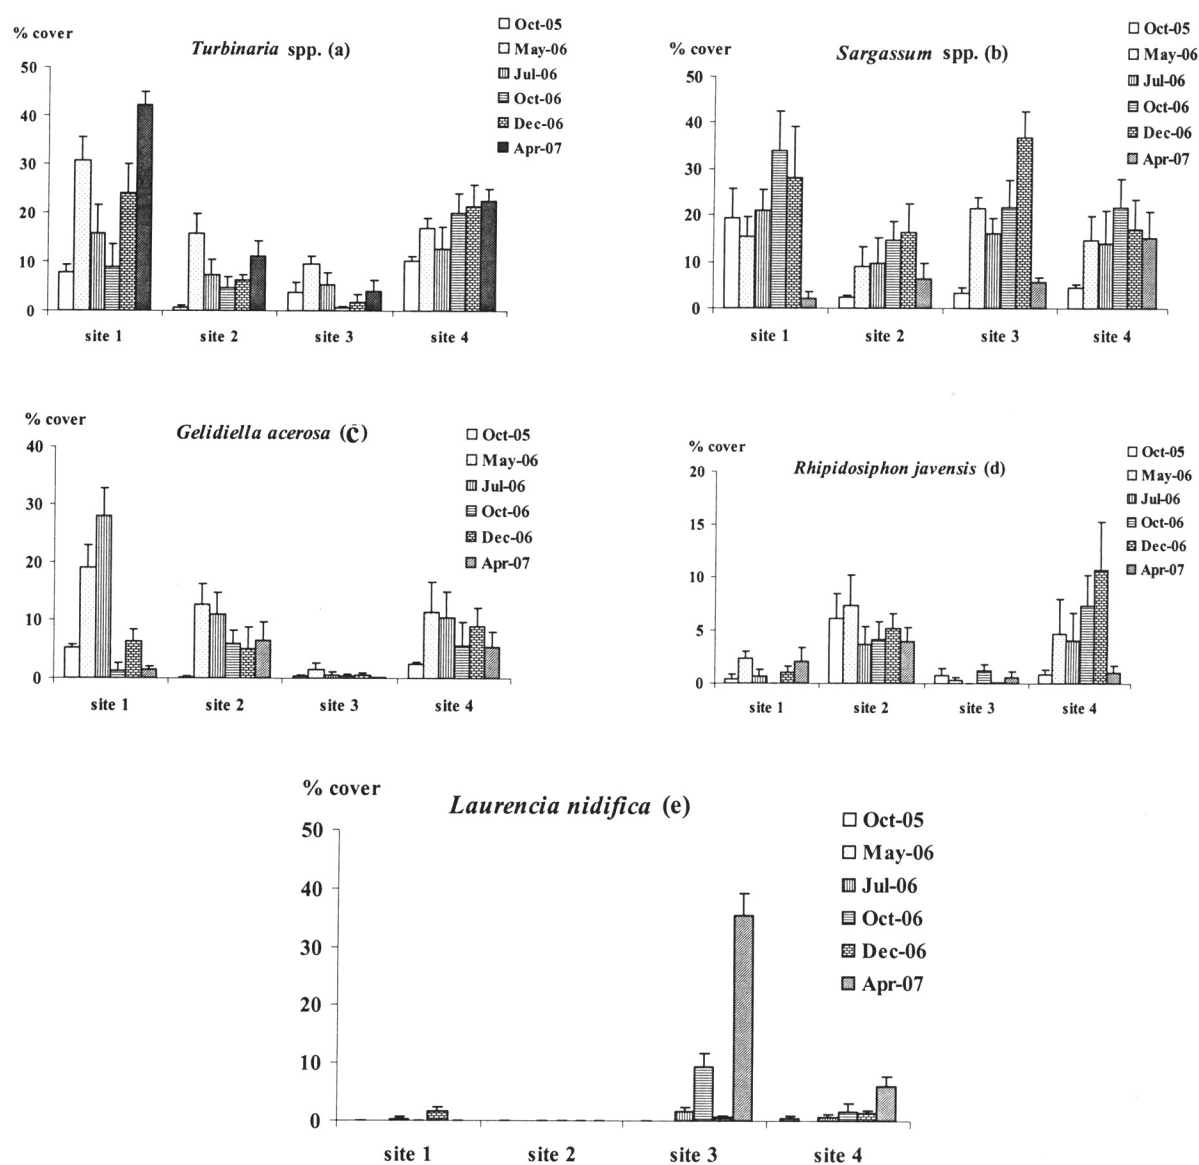 % cover
Turbinaria spp. (a)
Oct-05
May-06
Jul-06
Oct-06
Dec-06
Apr-07
50
40
30
20
10
0
site 1 site 2 site 3 site 4
% cover
Sargassum spp. (b)
Oct-05
May-06
Jul-06
Oct-06
Dec-06
Apr-07
50
40
30
20
10
0
site 1 site 2 site 3 site 4
% cover
Gelidiella acerosa (c)
Oct-05
May-06
Jul-06
Oct-06
Dec-06
Apr-07
40
30
20
10
0
site 1 site 2 site 3 site 4
% cover
Rhipidosiphon javensis (d)
Oct-05
May-06
Jul-06
Oct-06
Dec-06
Apr-07
20
15
10
5
0
site 1 site 2 site 3 site 4
% cover
Laurencia nidifica (e)
Oct-05
May-06
Jul-06
Oct-06
Dec-06
Apr-07
50
40
30
20
10
0
site 1 site 2 site 3 site 4